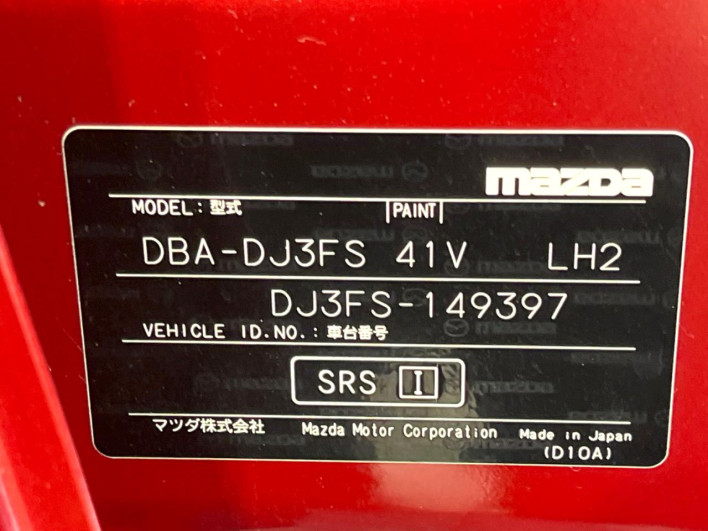 mazda
MODEL：型式 PAINT
DBA-DJ3FS 41V LH2
DJ3FS-149397
VEHICLE ID.NO.：車台番号
SRS I
マツダ株式会社 Mazda Motor Corporation Made in Japan
(D10A)